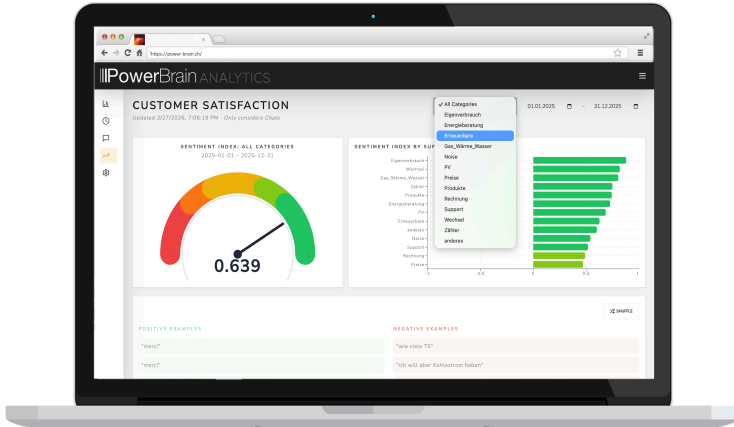 https://power-brain.ch/
PowerBrain ANALYTICS
CUSTOMER SATISFACTION
Updated 3/27/2026, 7:06:19 PM - Only considers Chats
✓ All Categories
Eigenverbrauch
Energieberatung
Erneuerbare
Gas_Wärme_Wasser
Noise
PV
Preise
Produkte
Rechnung
Support
Wechsel
Zähler
anderes
01.01.2025 – 31.12.2025
SENTIMENT INDEX: ALL CATEGORIES
2025-01-01 – 2025-12-31
0.639
SENTIMENT INDEX BY SUP
Eigenverbrauch
Wechsel
Gas_Wärme_Wasser
Zähler
Produkte
Energieberatung
PV
Erneuerbare
anderes
Noise
Support
Rechnung
Preise
-1 -0.5 0 0.5 1
SHUFFLE
POSITIVE EXAMPLES
"merci"
"merci"
NEGATIVE EXAMPLES
"wie viele TS"
"Ich will aber Kohlestrom haben"